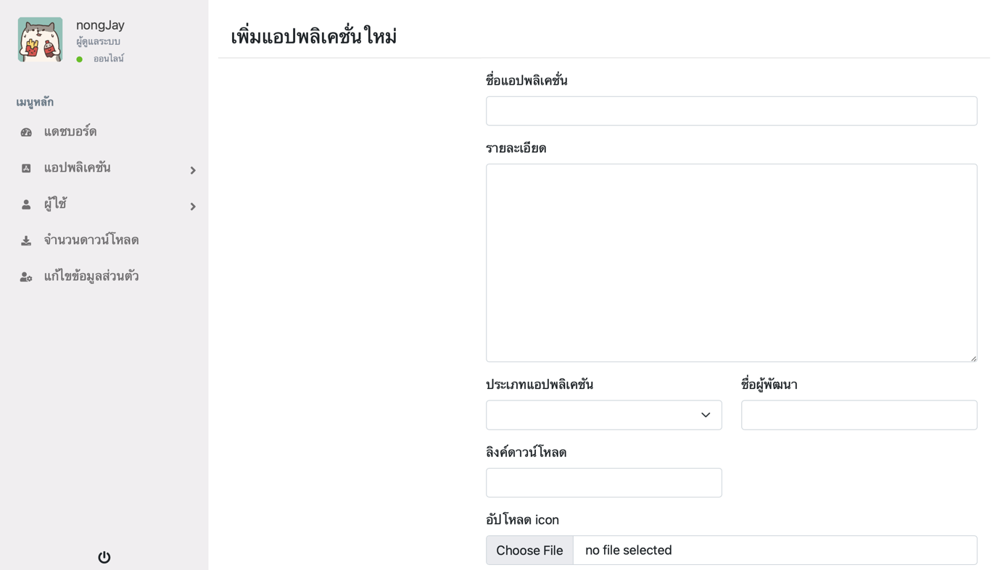 nongJay
ผู้ดูแลระบบ
ออนไลน์
เมนูหลัก
แดชบอร์ด
แอปพลิเคชัน
ผู้ใช้
จำนวนดาวน์โหลด
แก้ไขข้อมูลส่วนตัว
เพิ่มแอปพลิเคชั่นใหม่
ชื่อแอปพลิเคชั่น
รายละเอียด
ประเภทแอปพลิเคชัน
ชื่อผู้พัฒนา
ลิงค์ดาวน์โหลด
อัปโหลด icon
Choose File no file selected